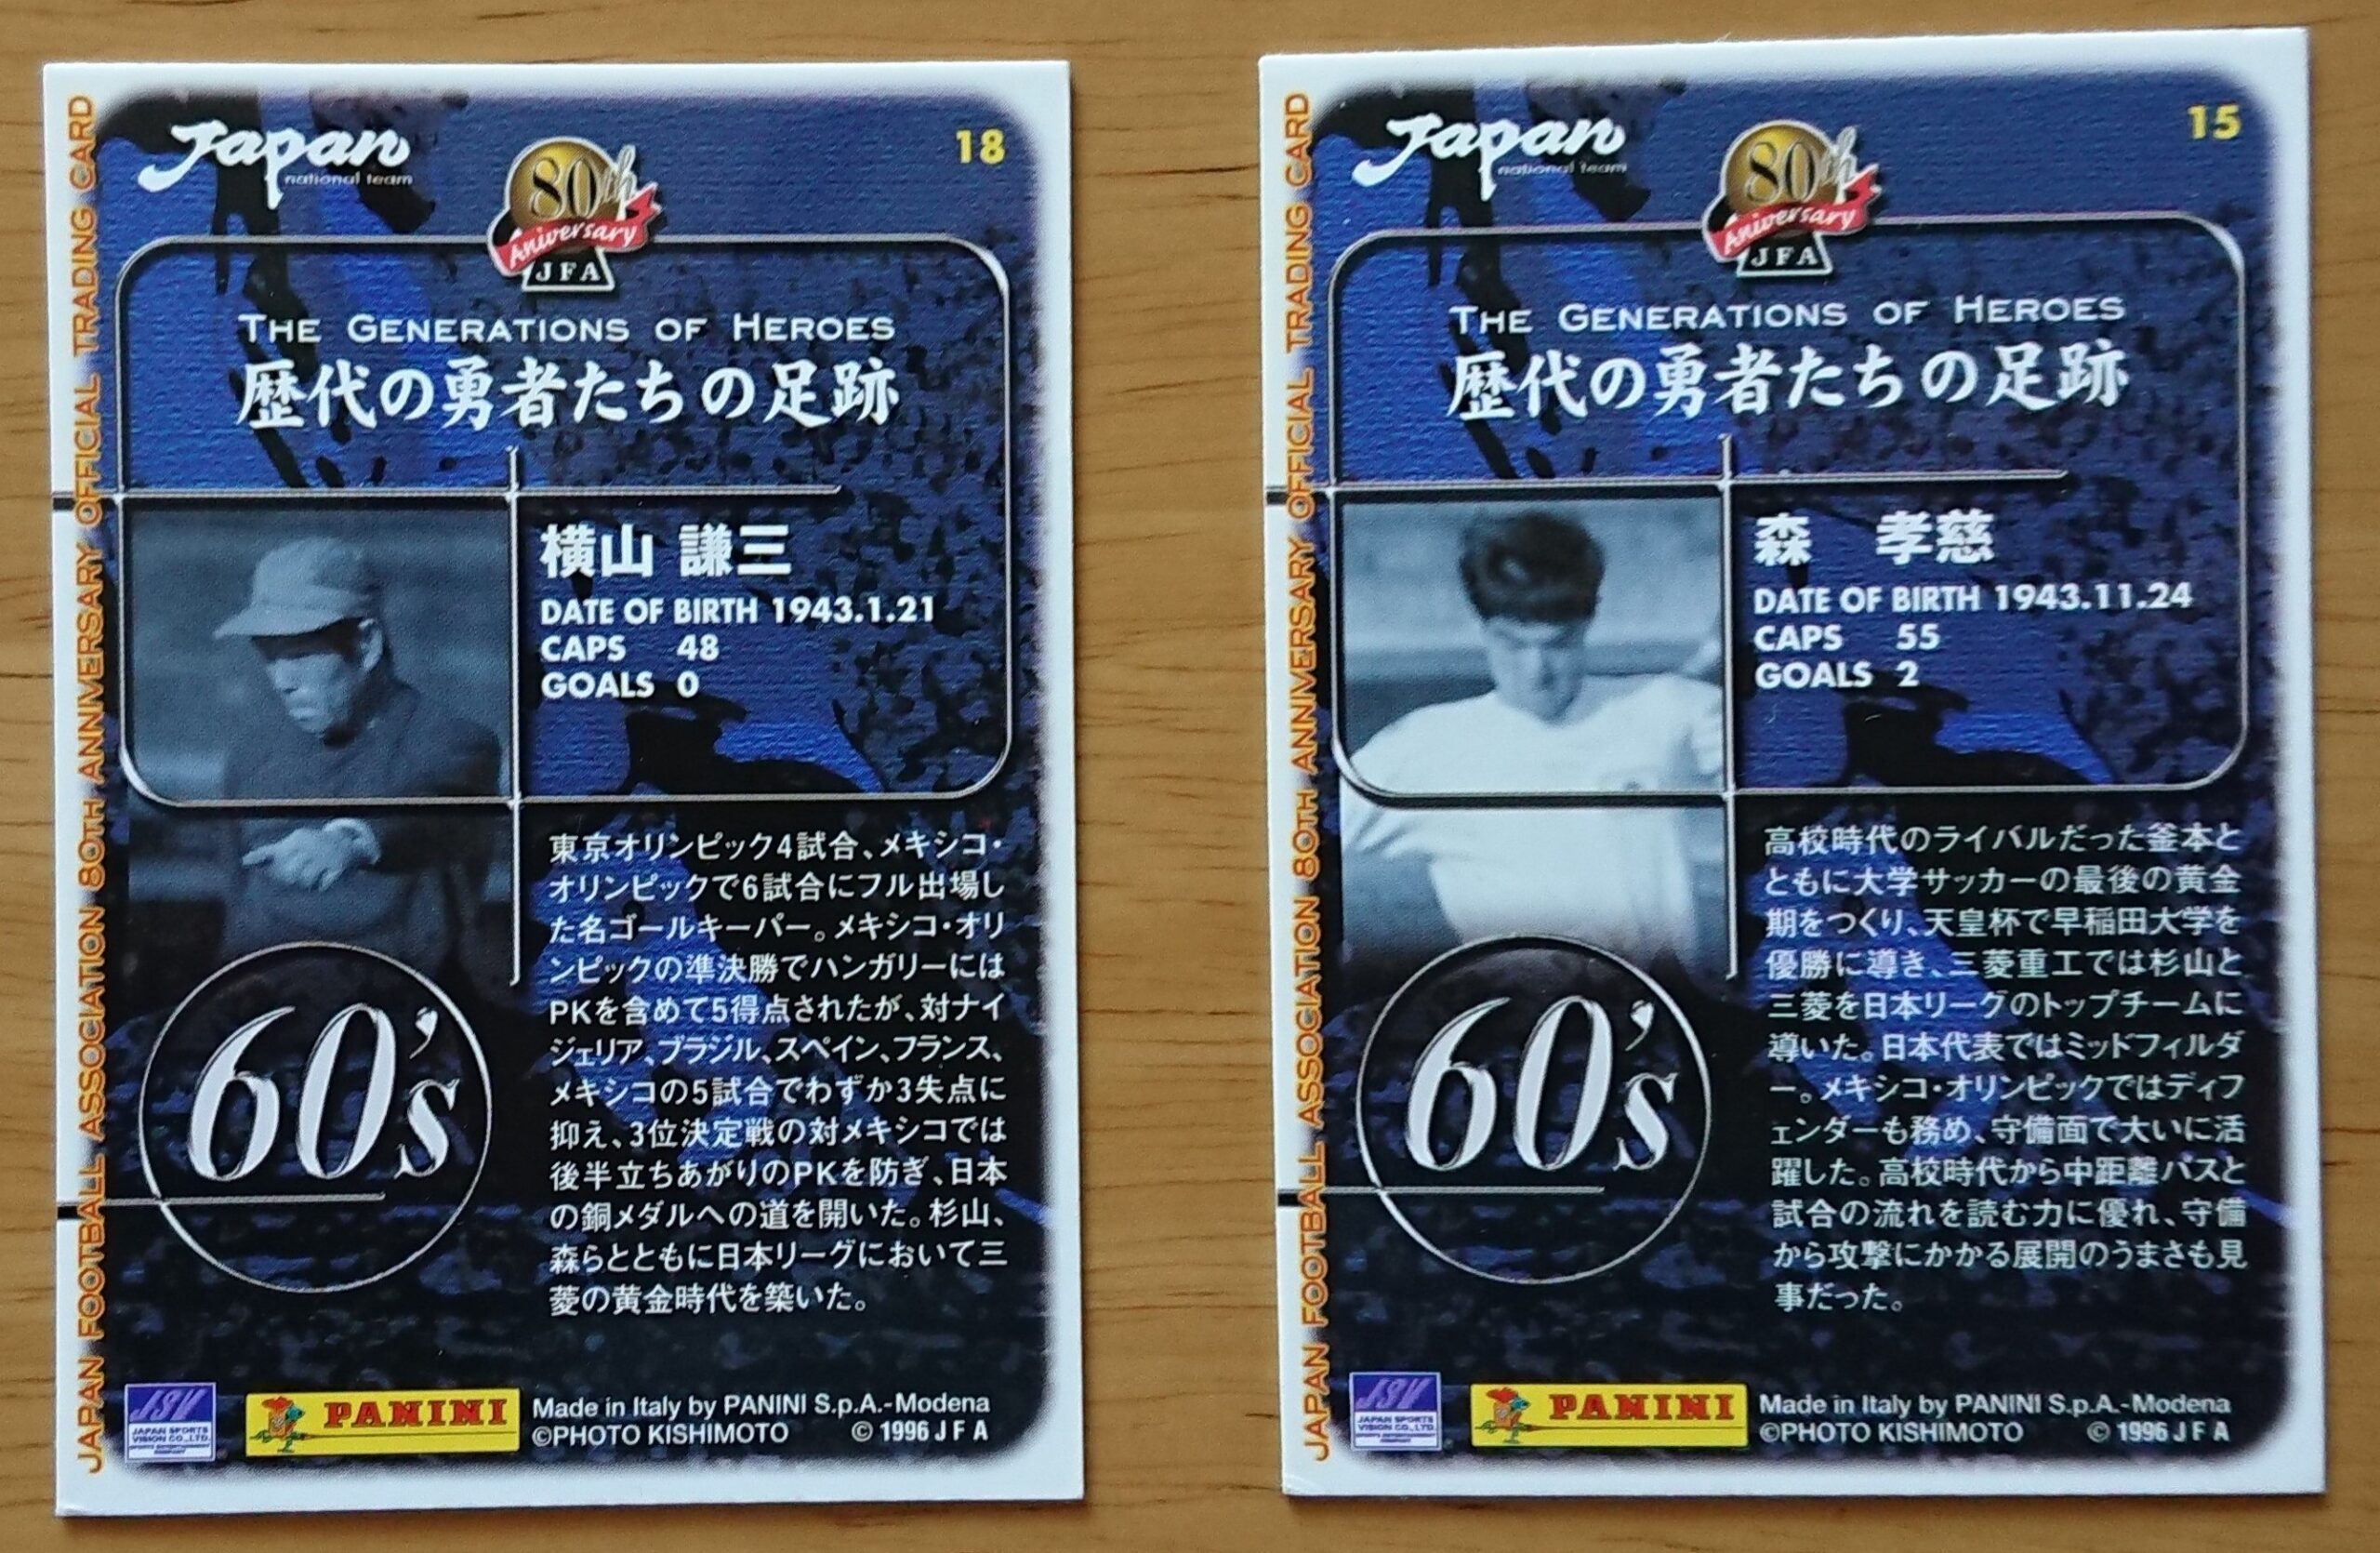 JAPAN FOOTBALL ASSOCIATION 80TH ANNIVERSARY OFFICIAL TRADING CARD
Japan
national team
80th
Aniversary
JFA
18
THE GENERATIONS OF HEROES
歴代の勇者たちの足跡
横山 謙三
DATE OF BIRTH 1943.1.21
CAPS 48
GOALS 0
東京オリンピック4試合、メキシコ・
オリンピックで6試合にフル出場し
た名ゴールキーパー。メキシコ・オリ
ンピックの準決勝でハンガリーには
PKを含めて5得点されたが、対ナイ
ジェリア、ブラジル、スペイン、フランス、
メキシコの5試合でわずか3失点に
抑え、3位決定戦の対メキシコでは
後半立ちあがりのPKを防ぎ、日本
の銅メダルへの道を開いた。杉山、
森らとともに日本リーグにおいて三
菱の黄金時代を築いた。
60's
JSV
JAPAN SPORTS
VISION CO.,LTD.
PANINI
Made in Italy by PANINI S.p.A.-Modena
©PHOTO KISHIMOTO © 1996 J F A
JAPAN FOOTBALL ASSOCIATION 80TH ANNIVERSARY OFFICIAL TRADING CARD
Japan
national team
80th
Aniversary
JFA
15
THE GENERATIONS OF HEROES
歴代の勇者たちの足跡
森 孝慈
DATE OF BIRTH 1943.11.24
CAPS 55
GOALS 2
高校時代のライバルだった釜本と
ともに大学サッカーの最後の黄金
期をつくり、天皇杯で早稲田大学を
優勝に導き、三菱重工では杉山と
三菱を日本リーグのトップチームに
導いた。日本代表ではミッドフィルダ
ー。メキシコ・オリンピックではディフ
ェンダーも務め、守備面で大いに活
躍した。高校時代から中距離パスと
試合の流れを読む力に優れ、守備
から攻撃にかかる展開のうまさも見
事だった。
60's
JSV
JAPAN SPORTS
VISION CO.,LTD.
PANINI
Made in Italy by PANINI S.p.A.-Modena
©PHOTO KISHIMOTO © 1996 J F A